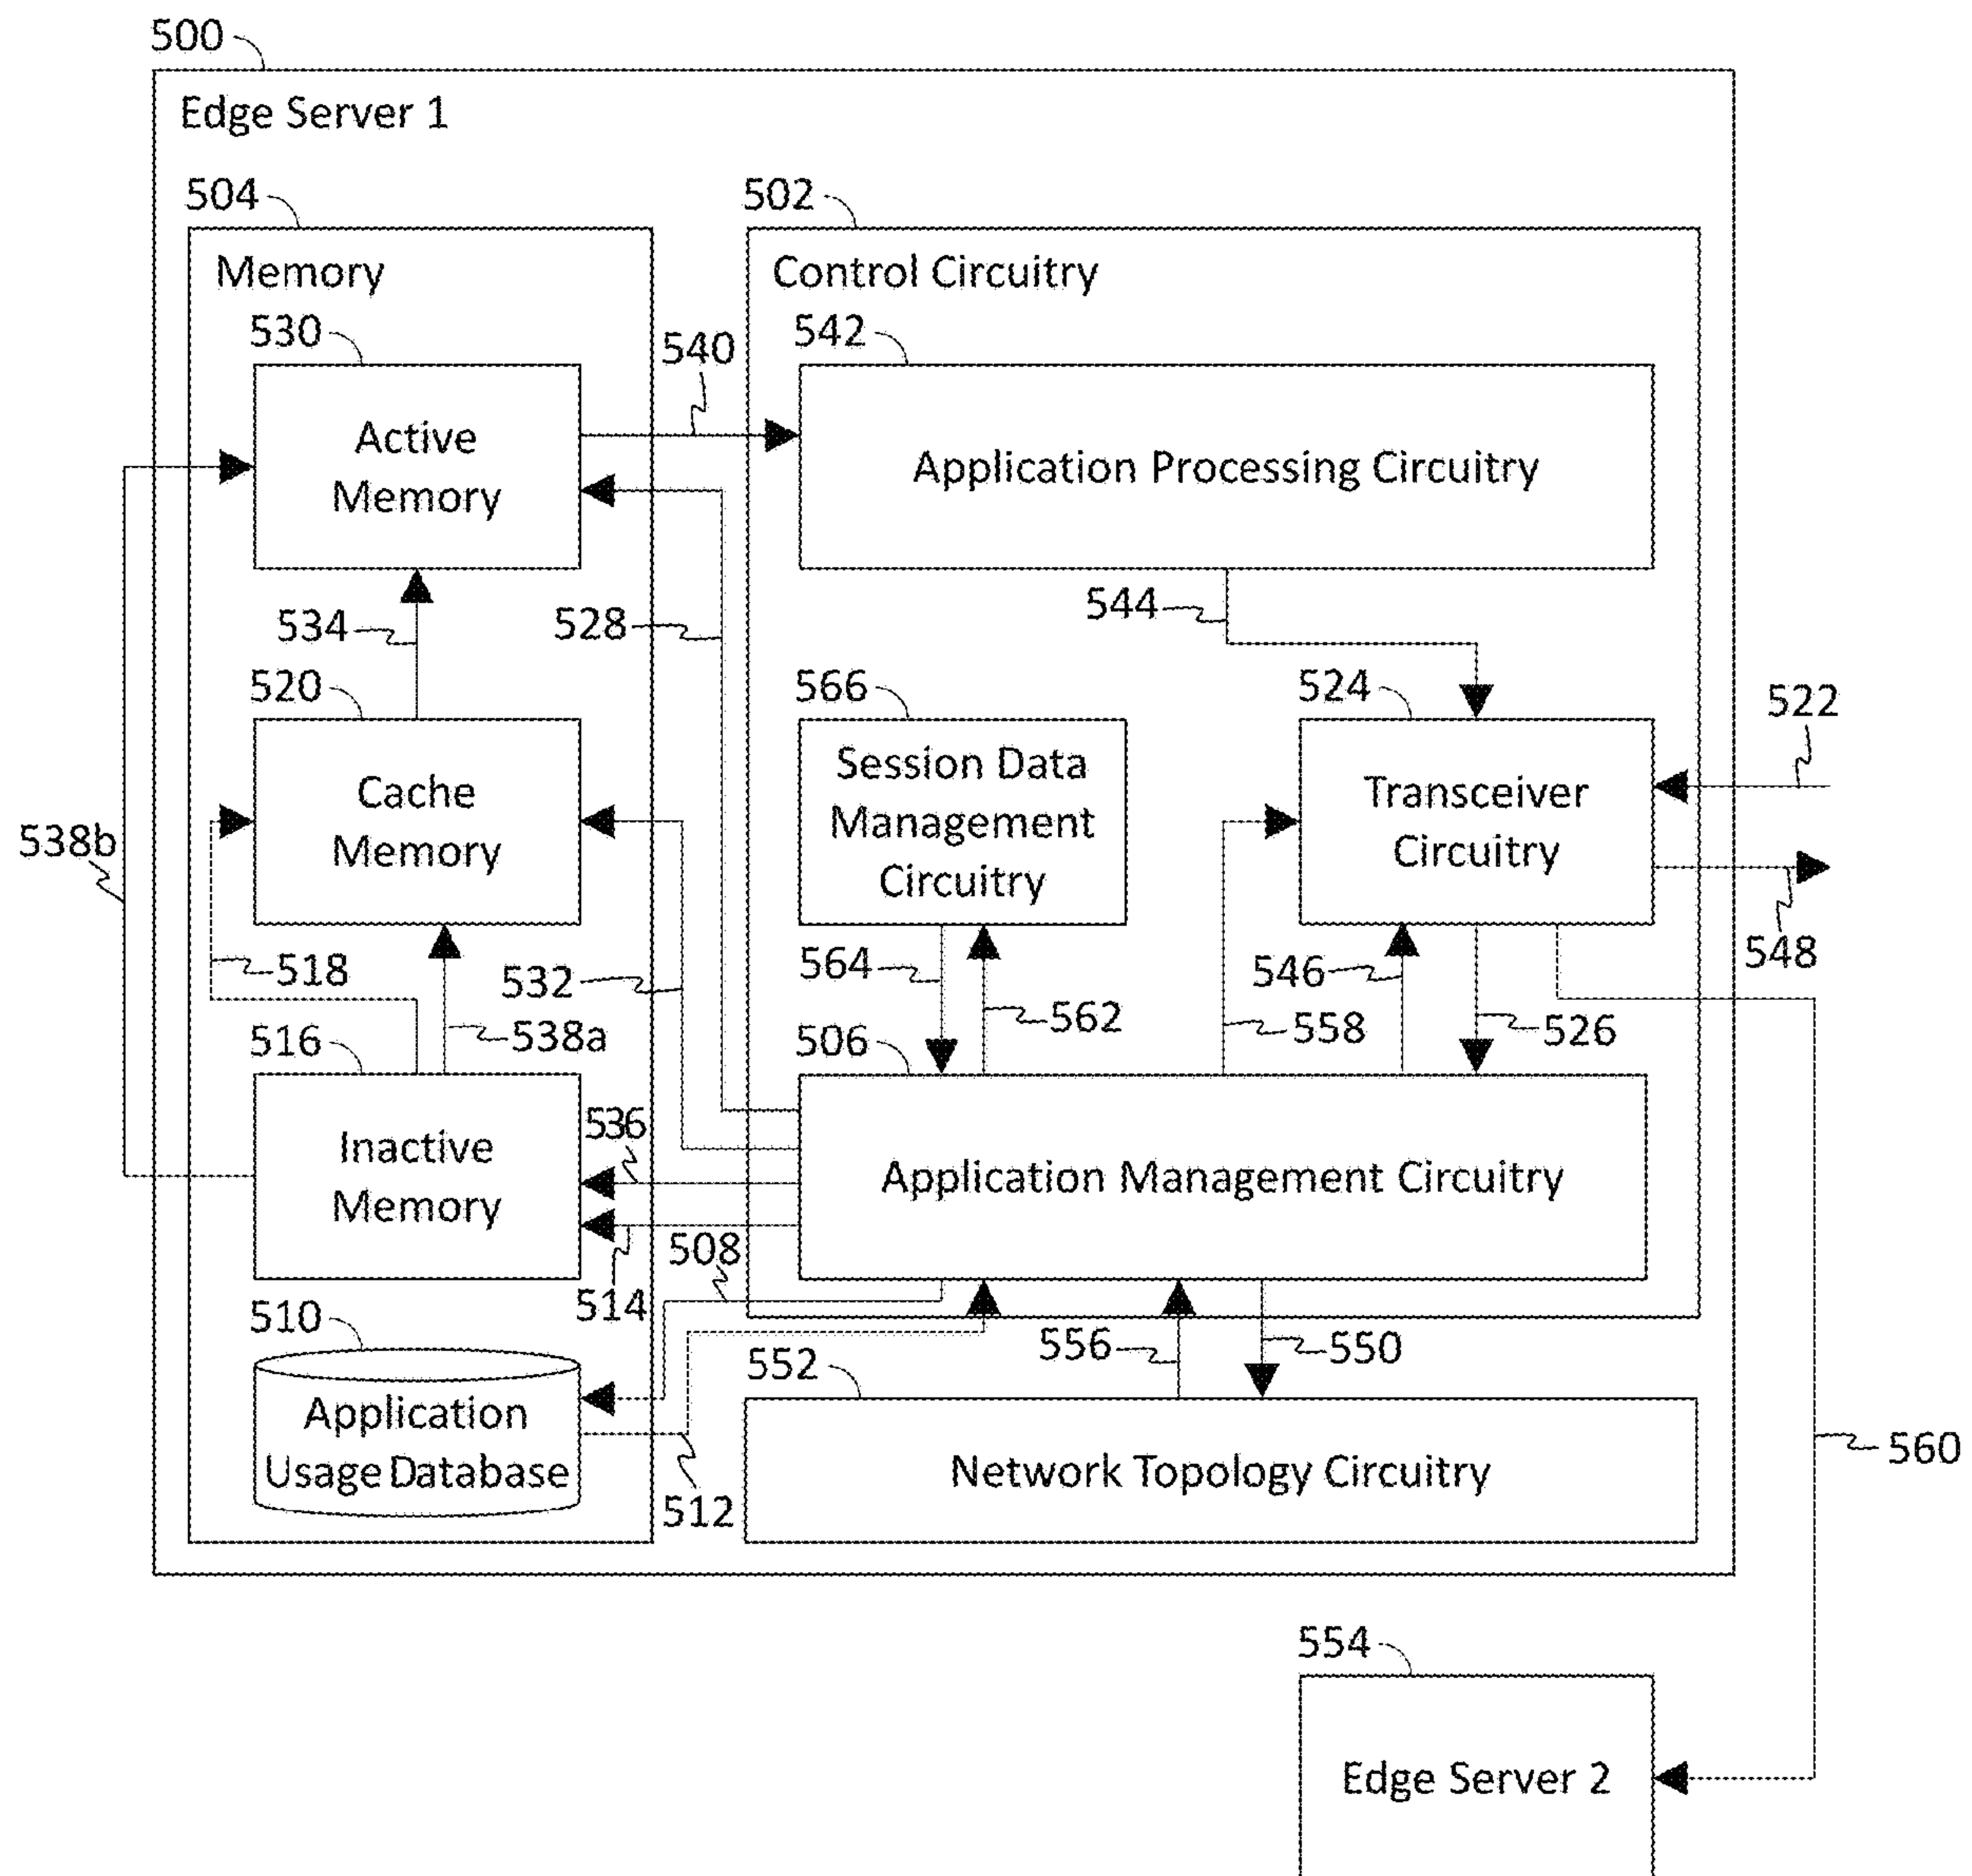 500
Edge Server 1
504
502
Memory
Control Circuitry
530
540
542
Active
Memory
Application Processing Circuitry
534
528
544
520
566
524
522
Cache
Memory
Session Data
Management
Circuitry
Transceiver
Circuitry
538b
518
532
564
546
548
538a
562
558
526
516
506
536
Inactive
Memory
Application Management Circuitry
514
508
510
556
550
552
Application
Usage Database
512
Network Topology Circuitry
560
554
Edge Server 2